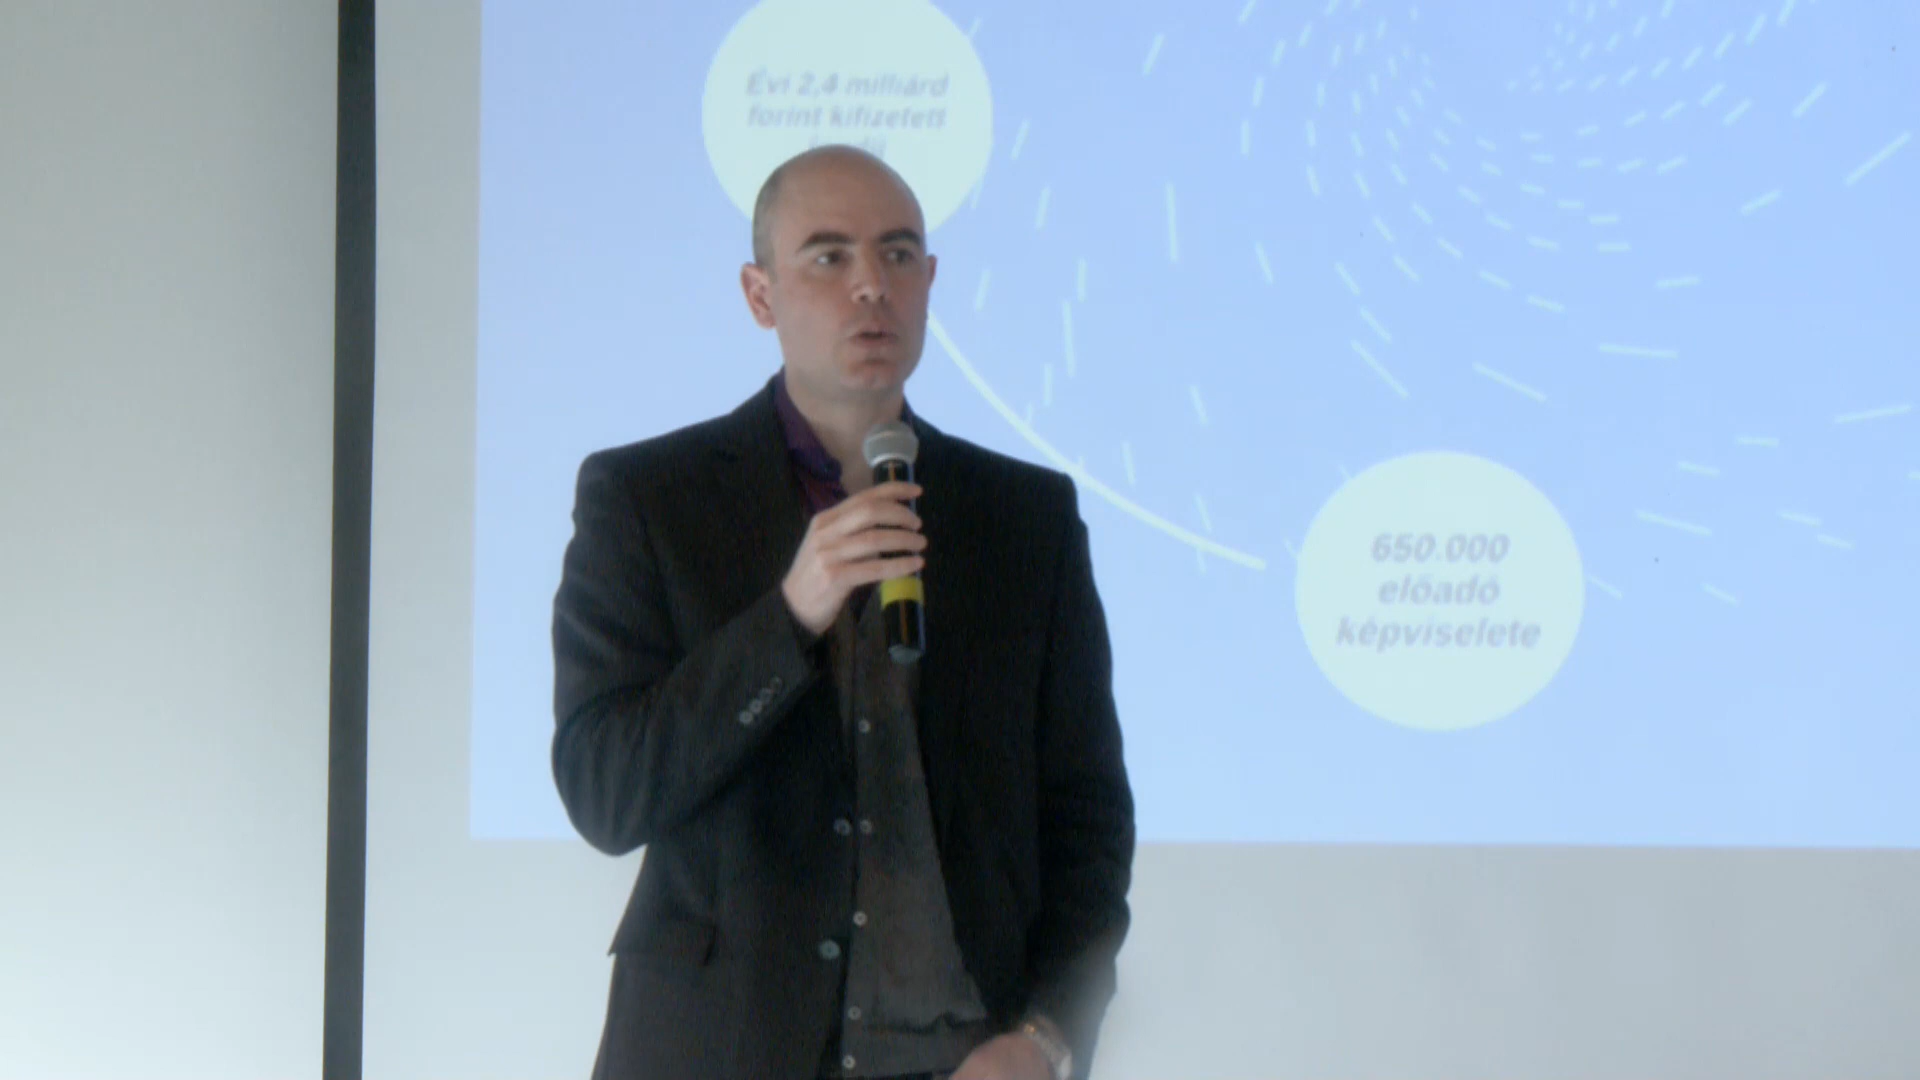 Évi 2,4 milliárd
forint kifizetett
650.000
előadó
képviselete